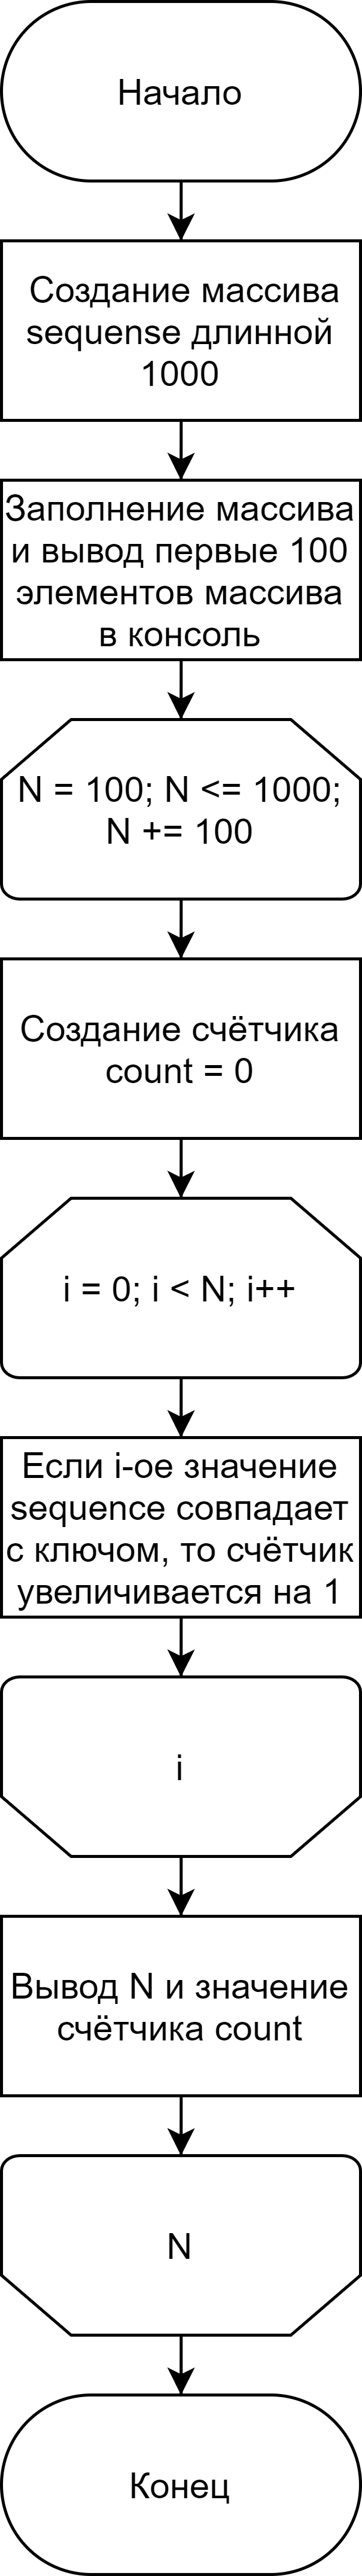 Начало
Создание массива
sequense длинной
1000
Заполнение массива
и вывод первые 100
элементов массива
в консоль
N = 100; N <= 1000;
N += 100
Создание счётчика
count = 0
i = 0; i < N; i++
Если i-ое значение
sequence совпадает
с ключом, то счётчик
увеличивается на 1
i
Вывод N и значение
счётчика count
N
Конец